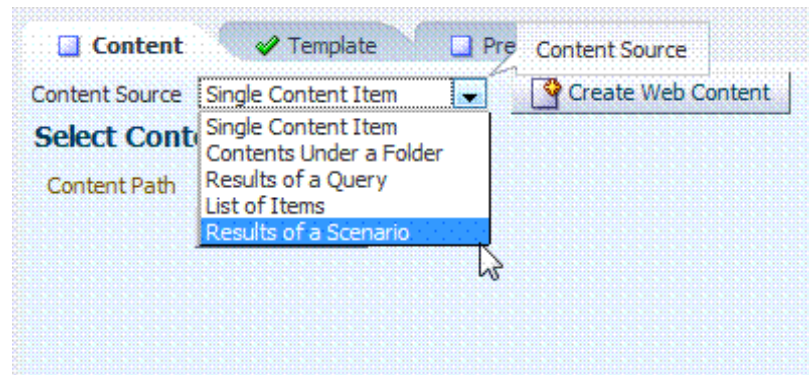 Content Template Pre Content Source
Content Source Single Content Item Create Web Content
Select Cont
Single Content Item
Contents Under a Folder
Content Path
Results of a Query
List of Items
Results of a Scenario